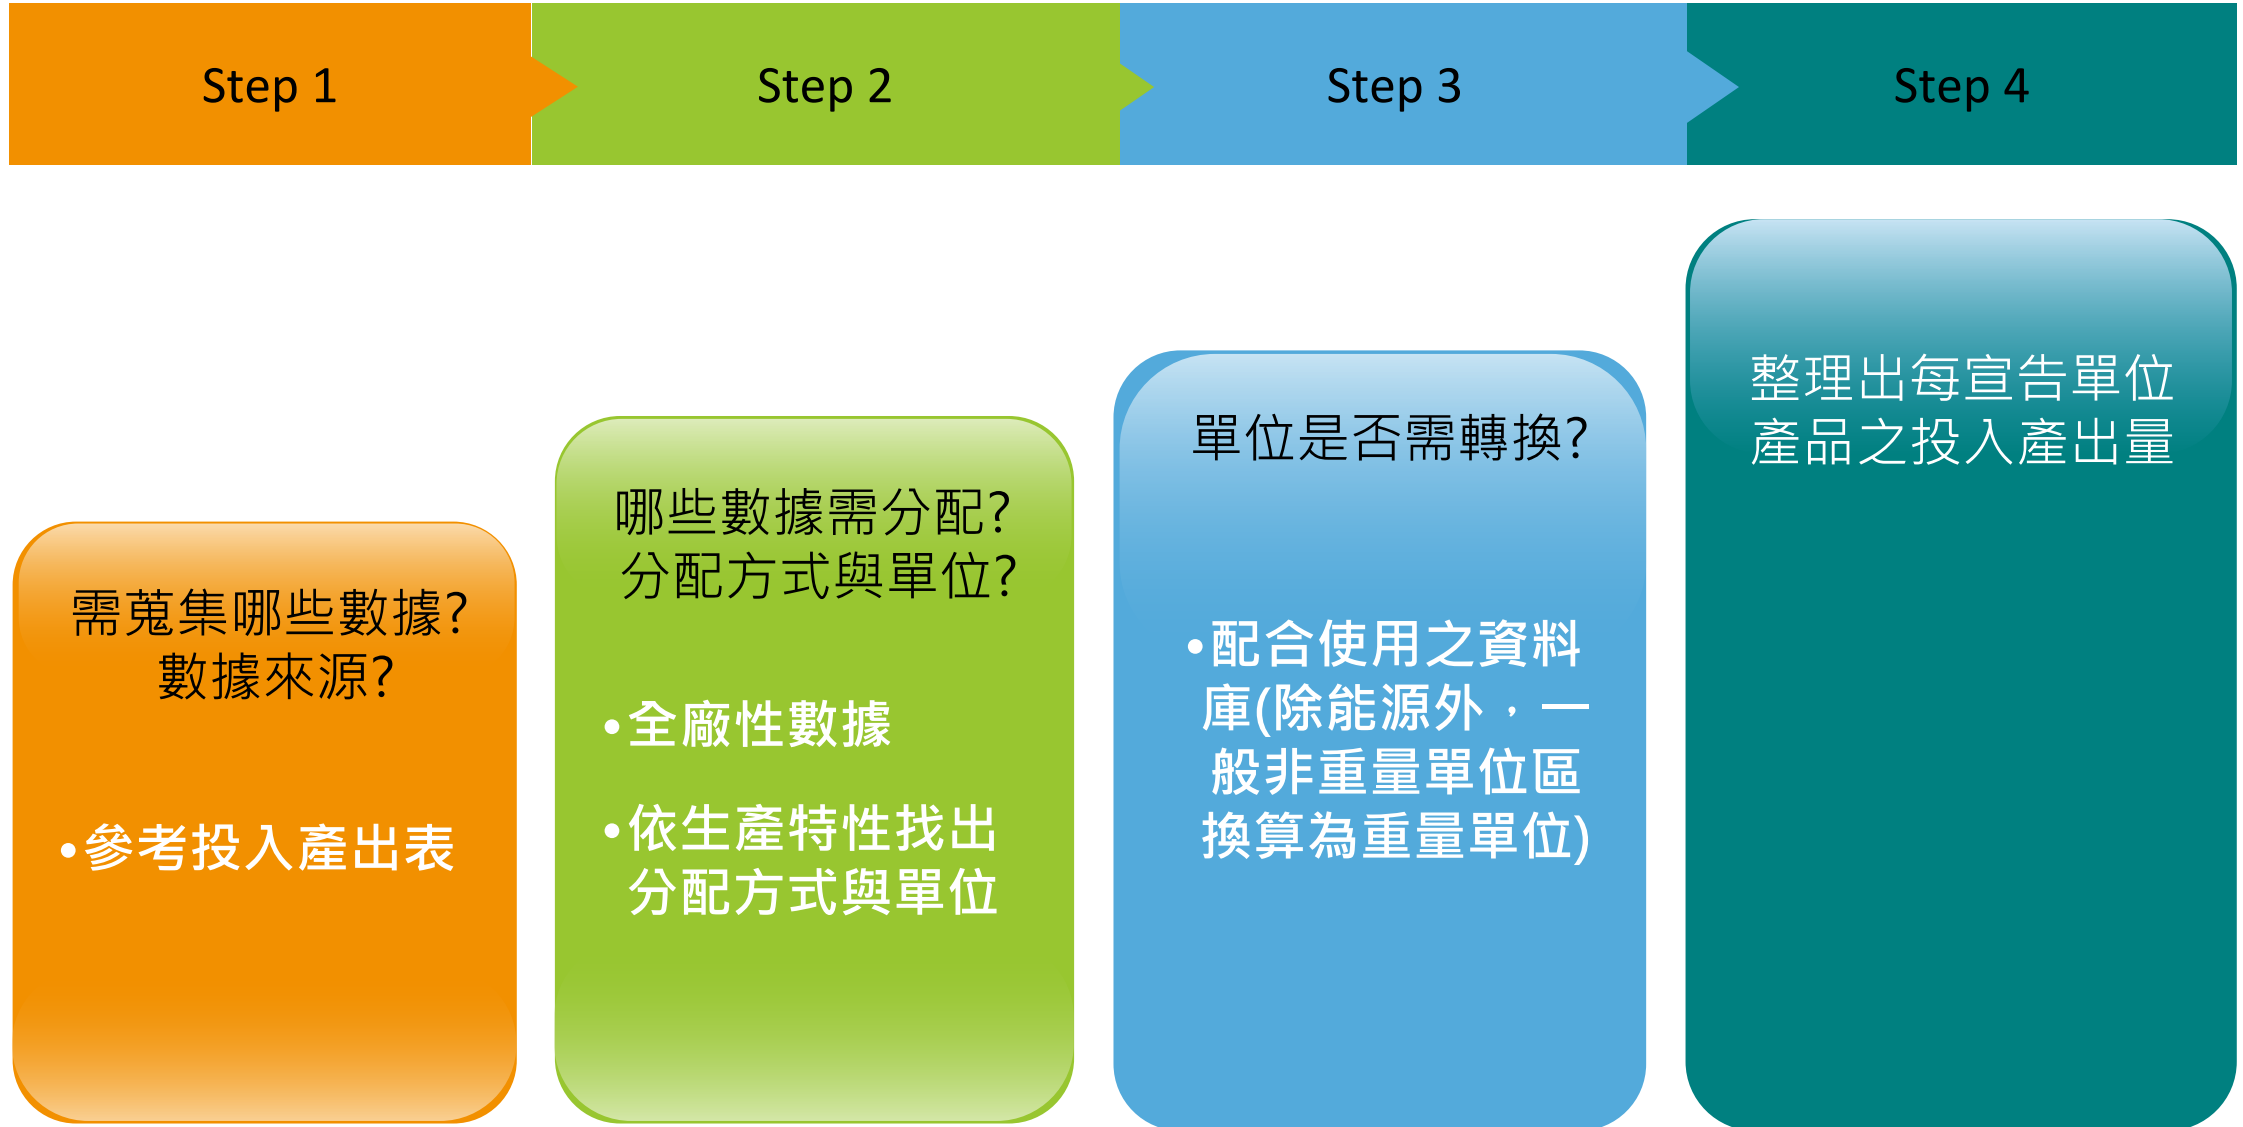 Step 1
Step 2
Step 3
Step 4
需蒐集哪些數據?
數據來源?
•參考投入產出表
哪些數據需分配?
分配方式與單位?
•全廠性數據
•依生產特性找出
分配方式與單位
單位是否需轉換?
•配合使用之資料
庫(除能源外，一
般非重量單位區
換算為重量單位)
整理出每宣告單位
產品之投入產出量